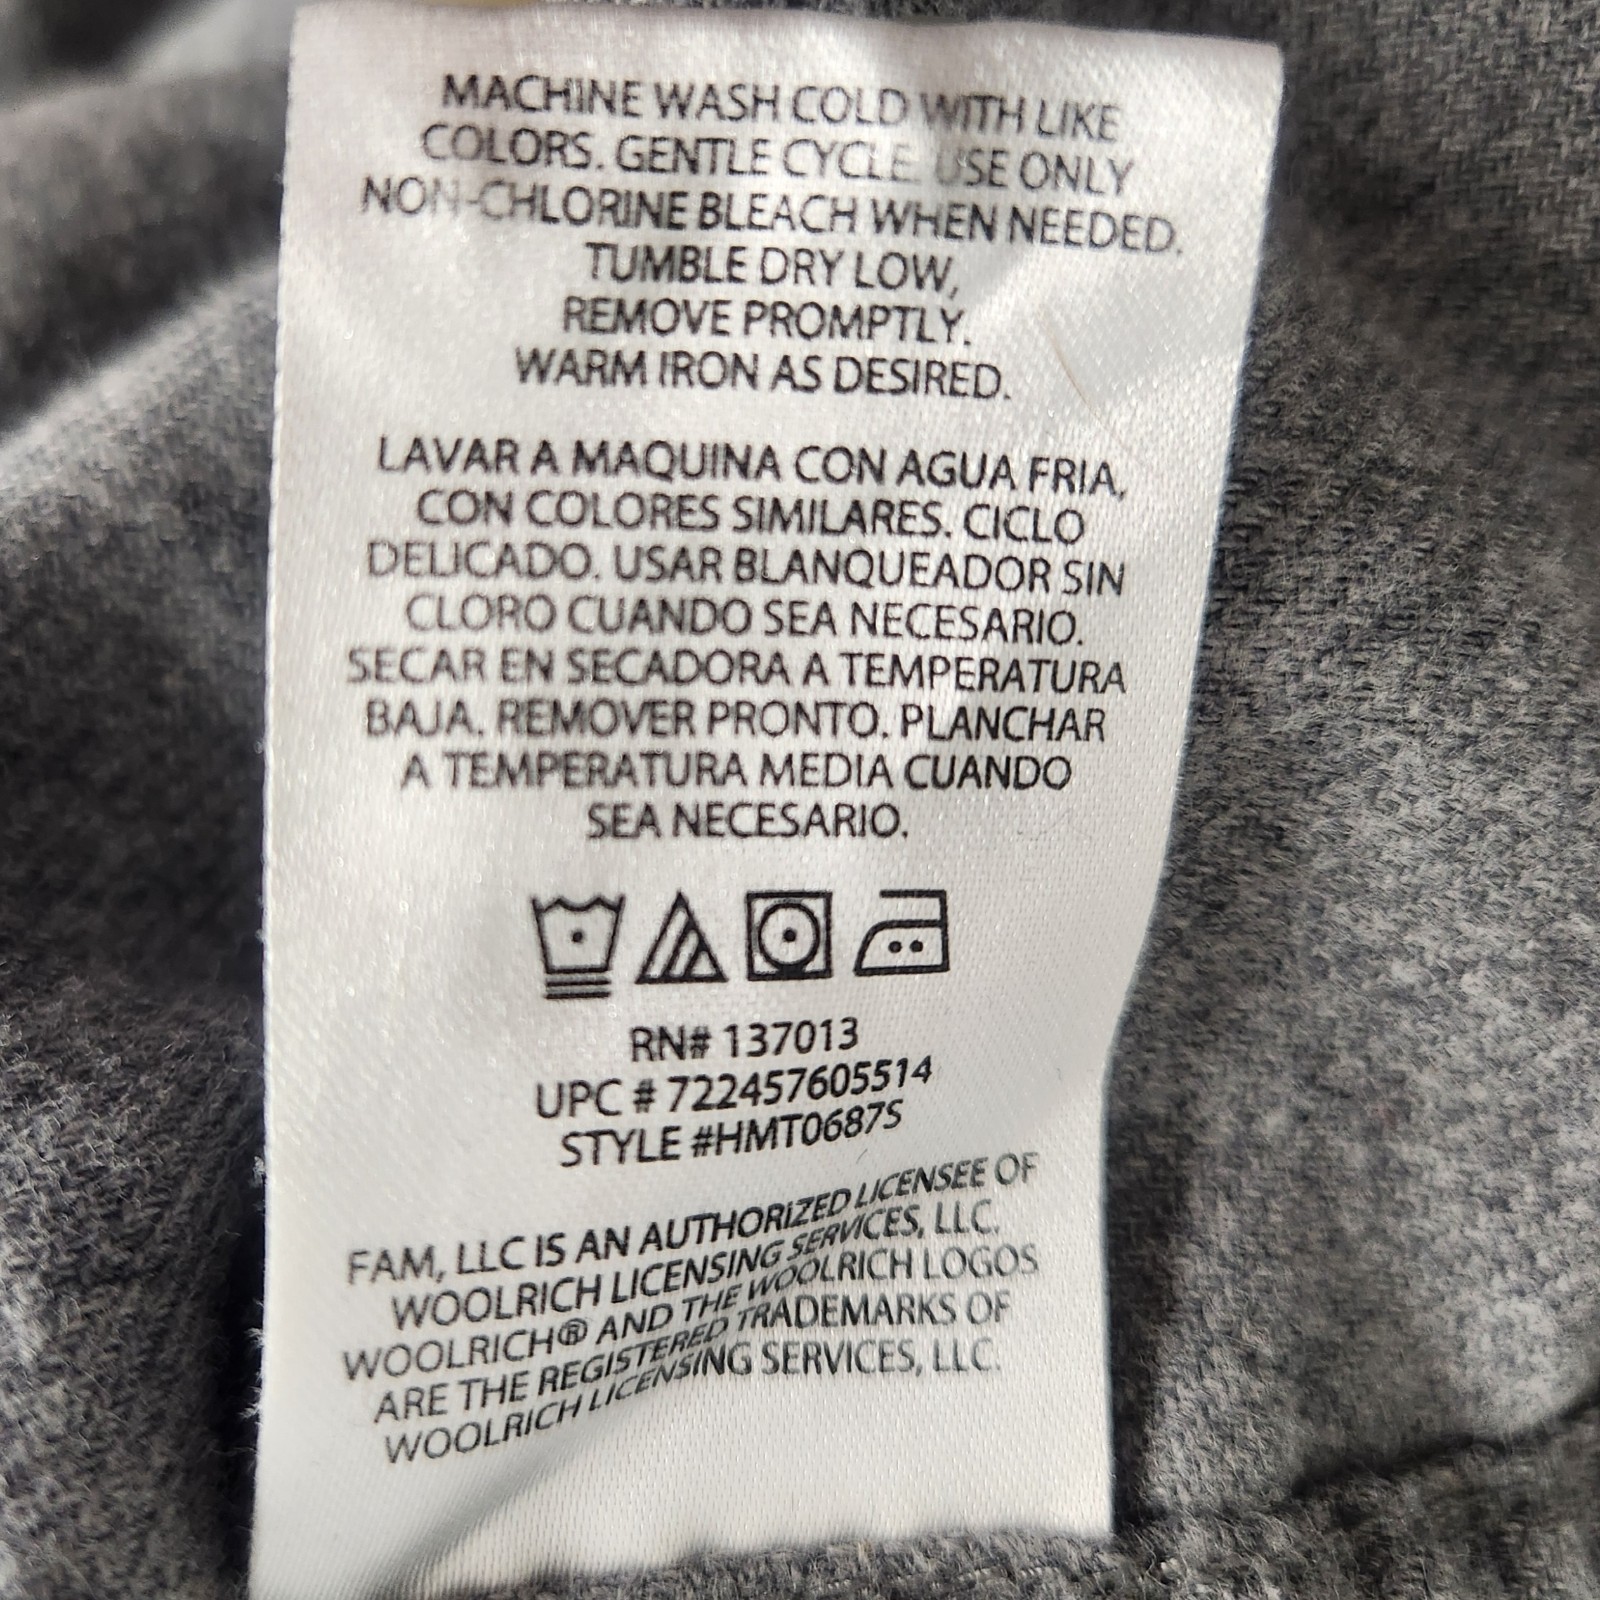 MACHINE WASH COLD WITH LIKE
COLORS. GENTLE CYCLE. USE ONLY
NON-CHLORINE BLEACH WHEN NEEDED.
TUMBLE DRY LOW,
REMOVE PROMPTLY.
WARM IRON AS DESIRED.
LAVAR A MAQUINA CON AGUA FRIA,
CON COLORES SIMILARES. CICLO
DELICADO. USAR BLANQUEADOR SIN
CLORO CUANDO SEA NECESARIO.
SECAR EN SECADORA A TEMPERATURA
BAJA. REMOVER PRONTO. PLANCHAR
A TEMPERATURA MEDIA CUANDO
SEA NECESARIO.
RN# 137013
UPC # 722457605514
STYLE #HMT0687S
FAM, LLC IS AN AUTHORIZED LICENSEE OF
WOOLRICH LICENSING SERVICES, LLC.
WOOLRICH® AND THE WOOLRICH LOGOS
ARE THE REGISTERED TRADEMARKS OF
WOOLRICH LICENSING SERVICES, LLC.